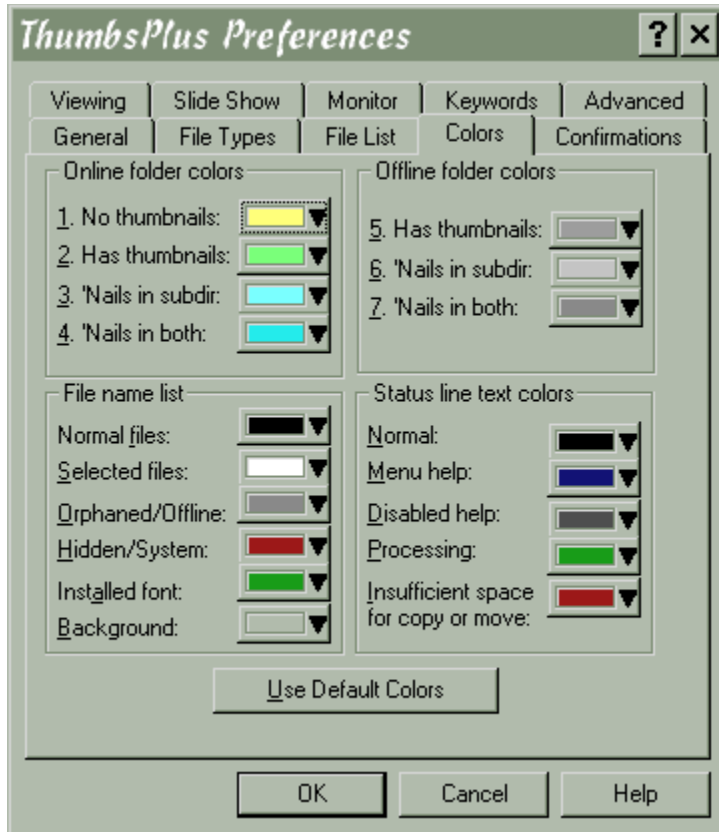 ThumbsPlus Preferences
Viewing
Slide Show
Monitor
Keywords
Advanced
General
File Types
File List
Colors
Confirmations
Online folder colors
1. No thumbnails:
2. Has thumbnails:
3. 'Nails in subdir:
4. 'Nails in both:
Offline folder colors
5. Has thumbnails:
6. 'Nails in subdir:
7. 'Nails in both:
File name list
Normal files:
Selected files:
Orphaned/Offline:
Hidden/System:
Installed font:
Background:
Status line text colors
Normal:
Menu help:
Disabled help:
Processing:
Insufficient space
for copy or move:
Use Default Colors
OK
Cancel
Help